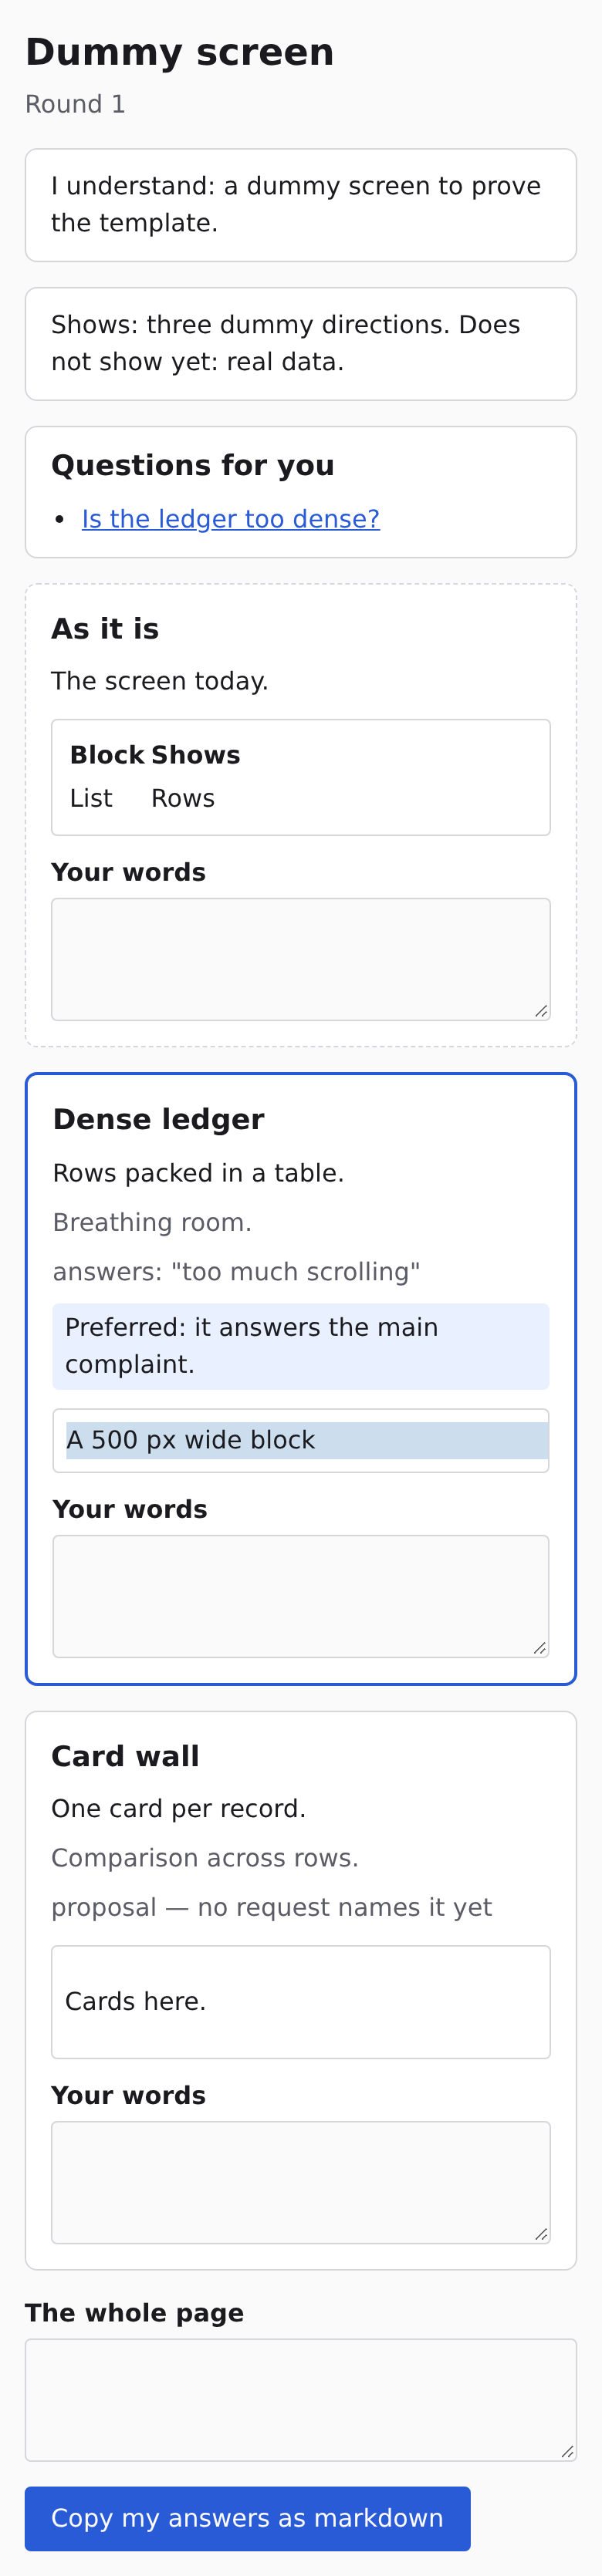 Dummy screen
Round 1
I understand: a dummy screen to prove
the template.
Shows: three dummy directions. Does
not show yet: real data.
Questions for you
• Is the ledger too dense?
As it is
The screen today.
Block Shows
List Rows
Your words
Dense ledger
Rows packed in a table.
Breathing room.
answers: "too much scrolling"
Preferred: it answers the main
complaint.
A 500 px wide block
Your words
Card wall
One card per record.
Comparison across rows.
proposal — no request names it yet
Cards here.
Your words
The whole page
Copy my answers as markdown